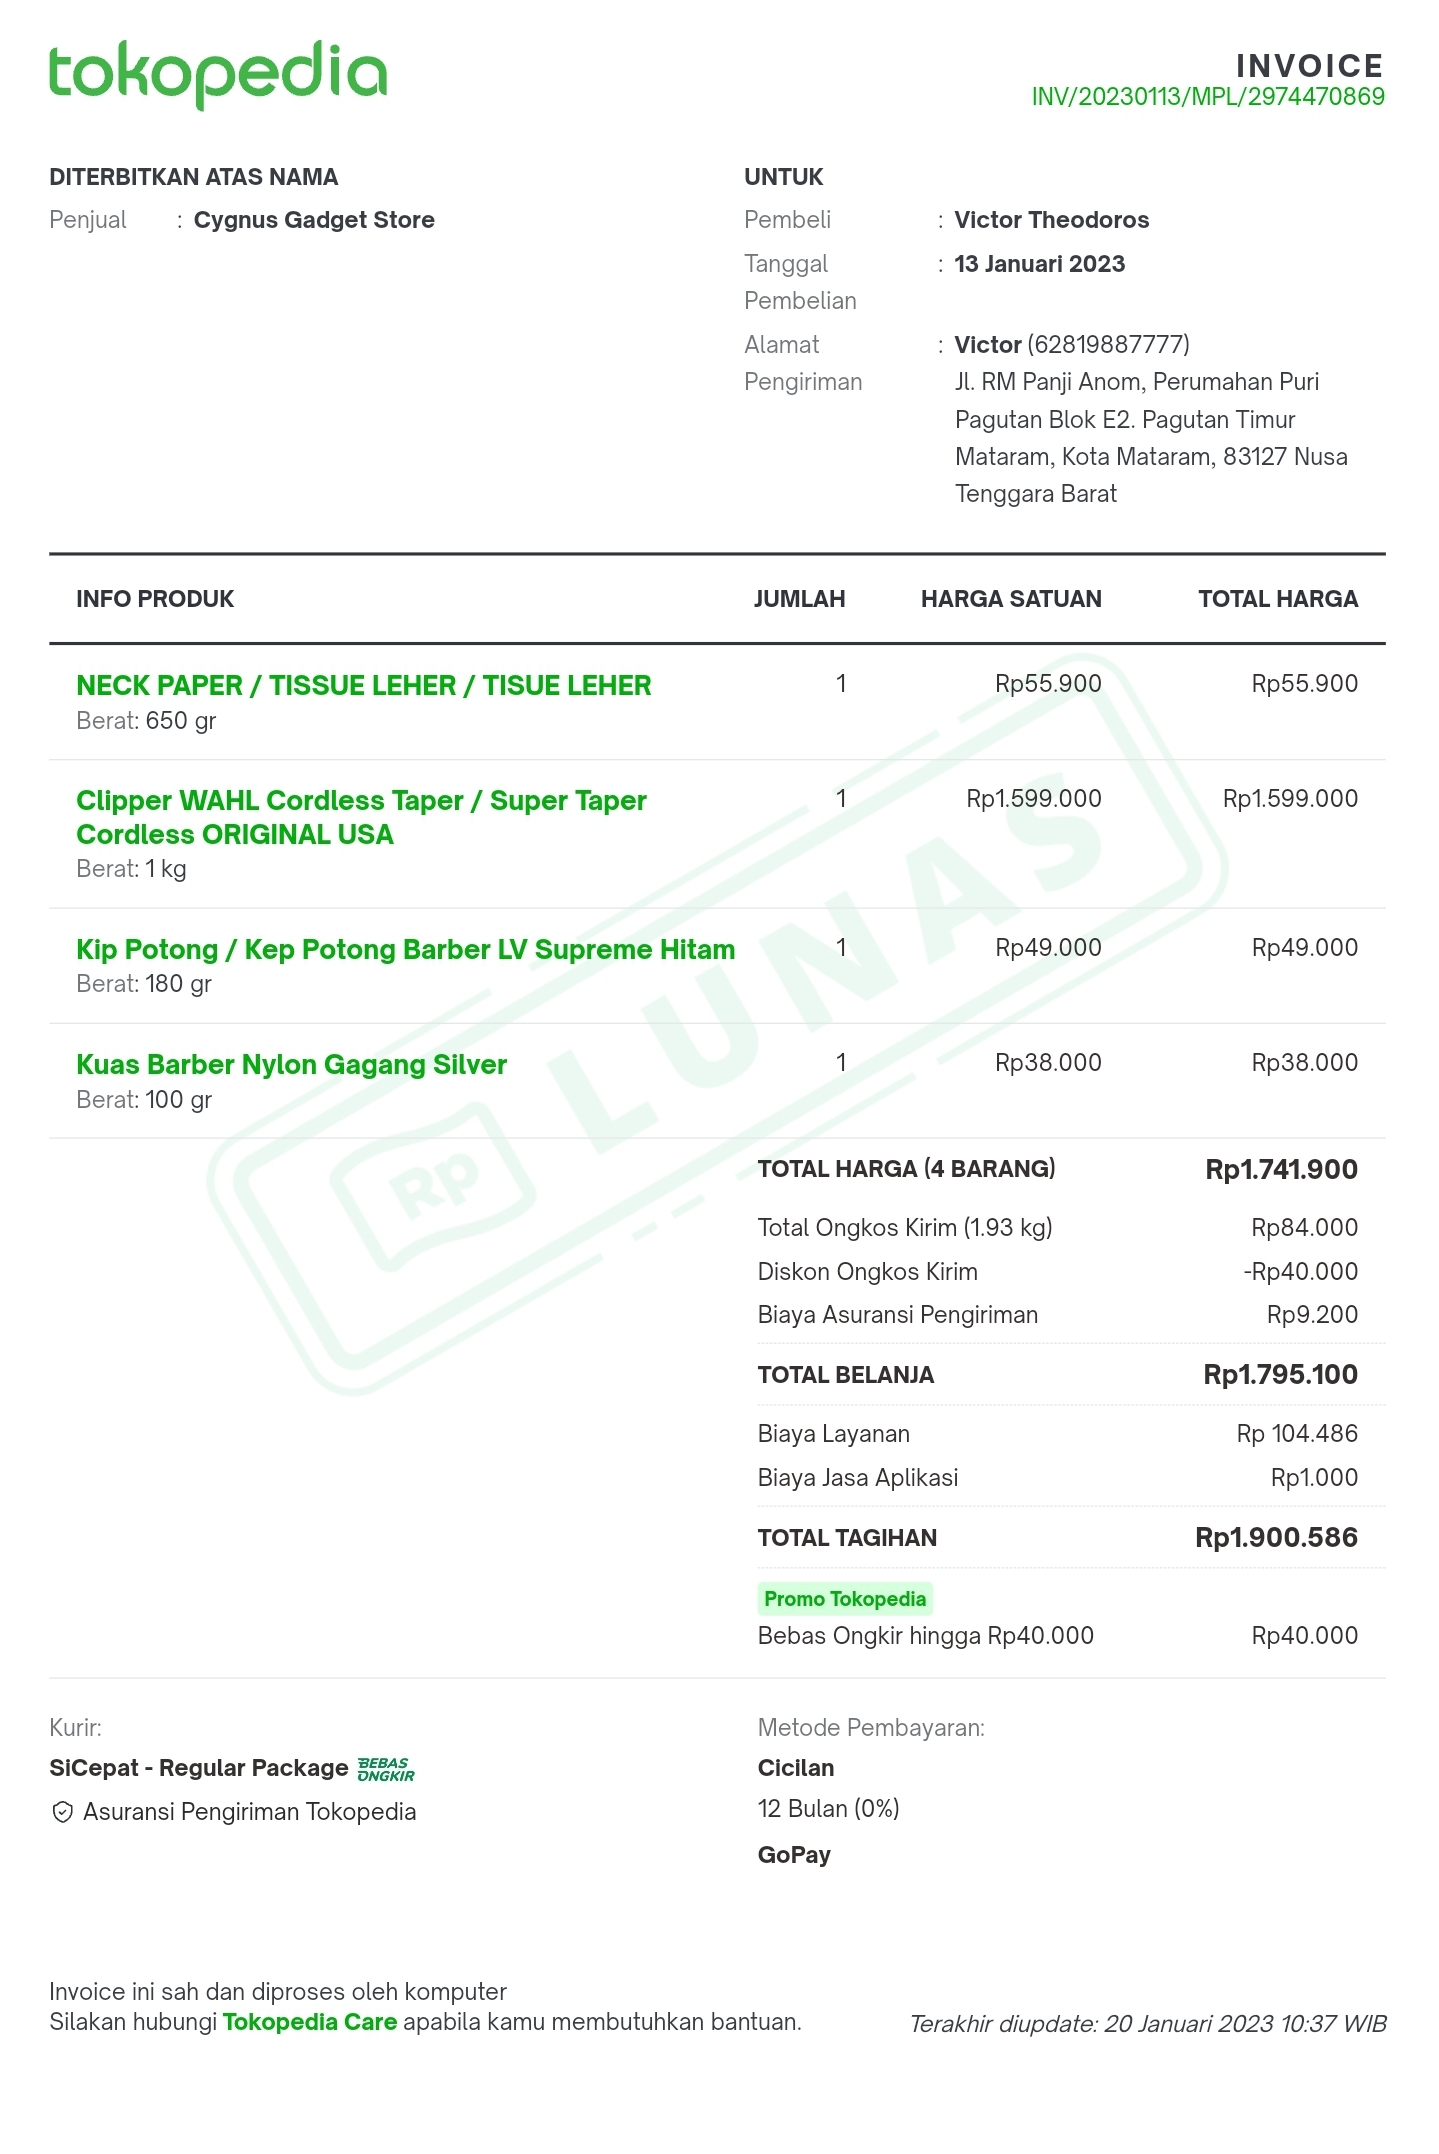 tokopedia
INVOICE
INV/20230113/MPL/2974470869
DITERBITKAN ATAS NAMA
Penjual : Cygnus Gadget Store
UNTUK
Pembeli : Victor Theodoros
Tanggal : 13 Januari 2023
Pembelian
Alamat : Victor (62819887777)
Pengiriman Jl. RM Panji Anom, Perumahan Puri
Pagutan Blok E2. Pagutan Timur
Mataram, Kota Mataram, 83127 Nusa
Tenggara Barat
INFO PRODUK JUMLAH HARGA SATUAN TOTAL HARGA
NECK PAPER / TISSUE LEHER / TISUE LEHER 1 Rp55.900 Rp55.900
Berat: 650 gr
Clipper WAHL Cordless Taper / Super Taper 1 Rp1.599.000 Rp1.599.000
Cordless ORIGINAL USA
Berat: 1 kg
Kip Potong / Kep Potong Barber LV Supreme Hitam 1 Rp49.000 Rp49.000
Berat: 180 gr
Kuas Barber Nylon Gagang Silver 1 Rp38.000 Rp38.000
Berat: 100 gr
Rp LUNAS
TOTAL HARGA (4 BARANG) Rp1.741.900
Total Ongkos Kirim (1.93 kg) Rp84.000
Diskon Ongkos Kirim -Rp40.000
Biaya Asuransi Pengiriman Rp9.200
TOTAL BELANJA Rp1.795.100
Biaya Layanan Rp 104.486
Biaya Jasa Aplikasi Rp1.000
TOTAL TAGIHAN Rp1.900.586
Promo Tokopedia
Bebas Ongkir hingga Rp40.000 Rp40.000
Kurir:
SiCepat - Regular Package BEBAS ONGKIR
Asuransi Pengiriman Tokopedia
Metode Pembayaran:
Cicilan
12 Bulan (0%)
GoPay
Invoice ini sah dan diproses oleh komputer
Silakan hubungi Tokopedia Care apabila kamu membutuhkan bantuan.
Terakhir diupdate: 20 Januari 2023 10:37 WIB